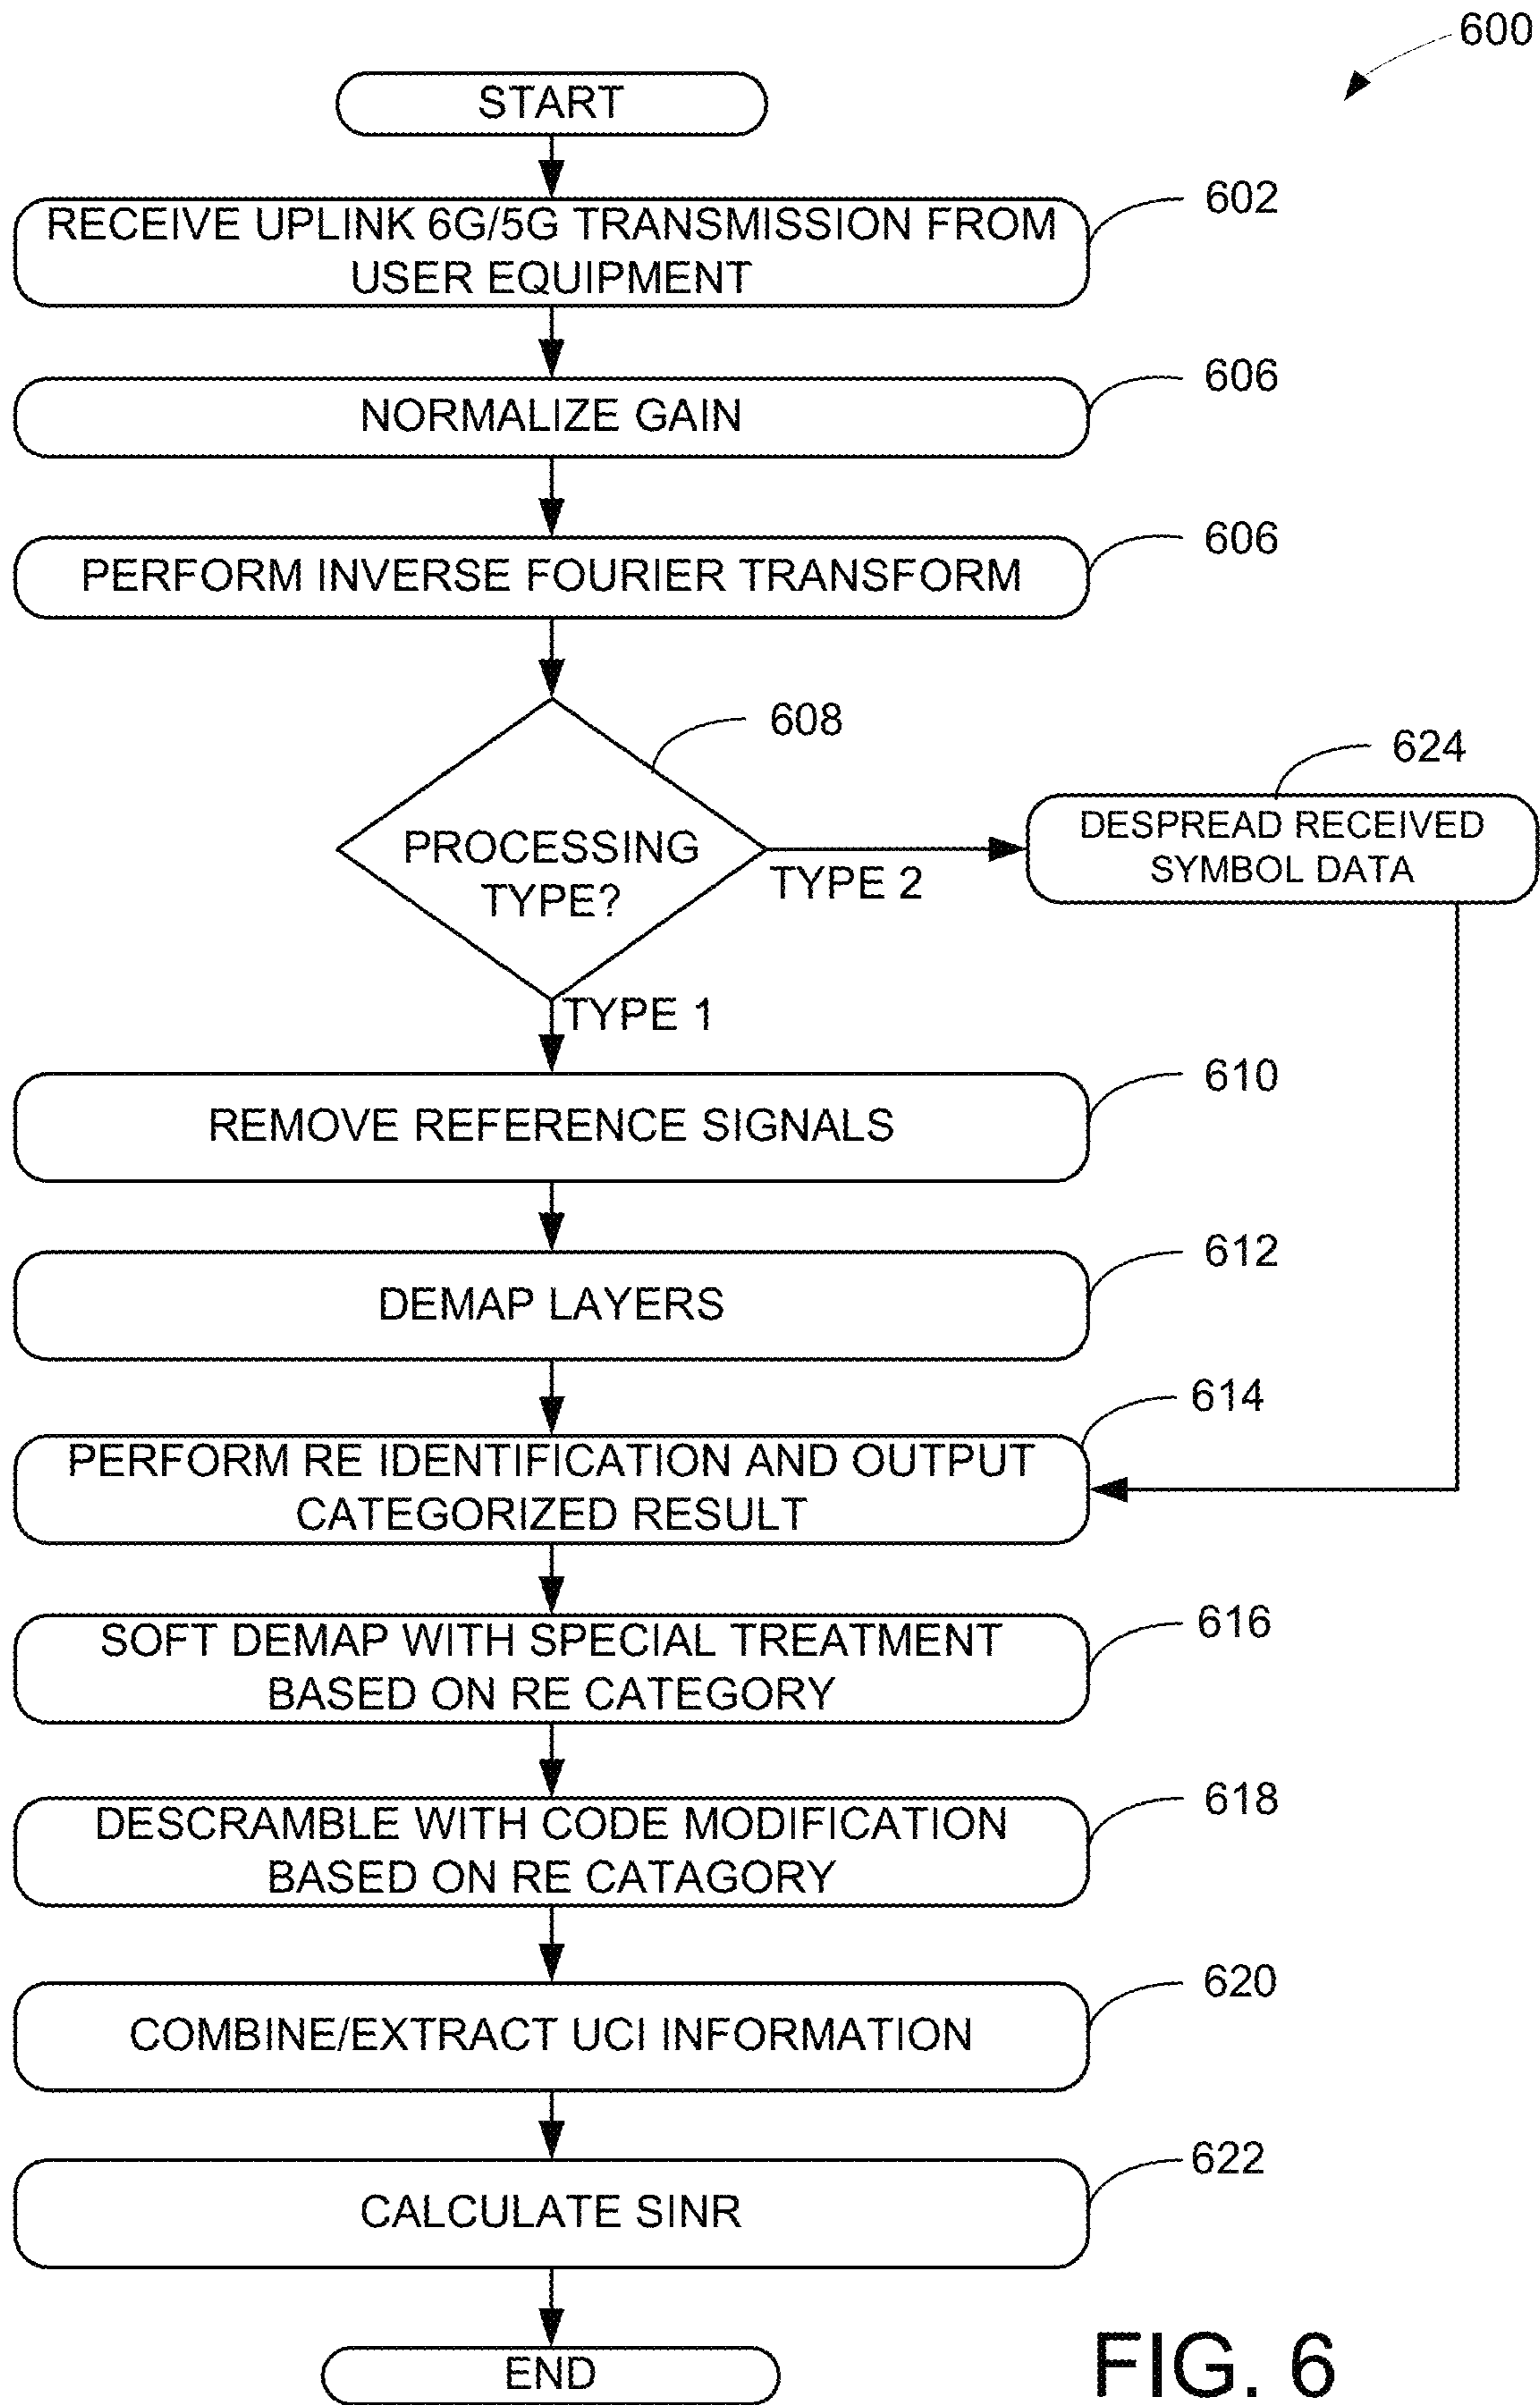 600
START
602
RECEIVE UPLINK 6G/5G TRANSMISSION FROM
USER EQUIPMENT
606
NORMALIZE GAIN
606
PERFORM INVERSE FOURIER TRANSFORM
608
PROCESSING
TYPE?
TYPE 2
624
DESPREAD RECEIVED
SYMBOL DATA
TYPE 1
610
REMOVE REFERENCE SIGNALS
612
DEMAP LAYERS
614
PERFORM RE IDENTIFICATION AND OUTPUT
CATEGORIZED RESULT
616
SOFT DEMAP WITH SPECIAL TREATMENT
BASED ON RE CATEGORY
618
DESCRAMBLE WITH CODE MODIFICATION
BASED ON RE CATAGORY
620
COMBINE/EXTRACT UCI INFORMATION
622
CALCULATE SINR
END
FIG. 6